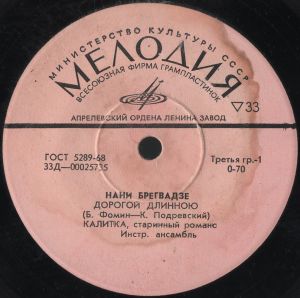 МИНИСТЕРСТВО КУЛЬТУРЫ СССР
МЕЛОДИЯ
ВСЕСОЮЗНАЯ ФИРМА ГРАМПЛАСТИНОК
▽33
АПРЕЛЕВСКИЙ ОРДЕНА ЛЕНИНА ЗАВОД
ГОСТ 5289-68
33Д—00025735
Третья гр.-1
0-70
НАНИ БРЕГВАДЗЕ
ДОРОГОЙ ДЛИННОЮ
(Б. Фомин—К. Подревский)
КАЛИТКА, старинный романс
Инстр. ансамбль